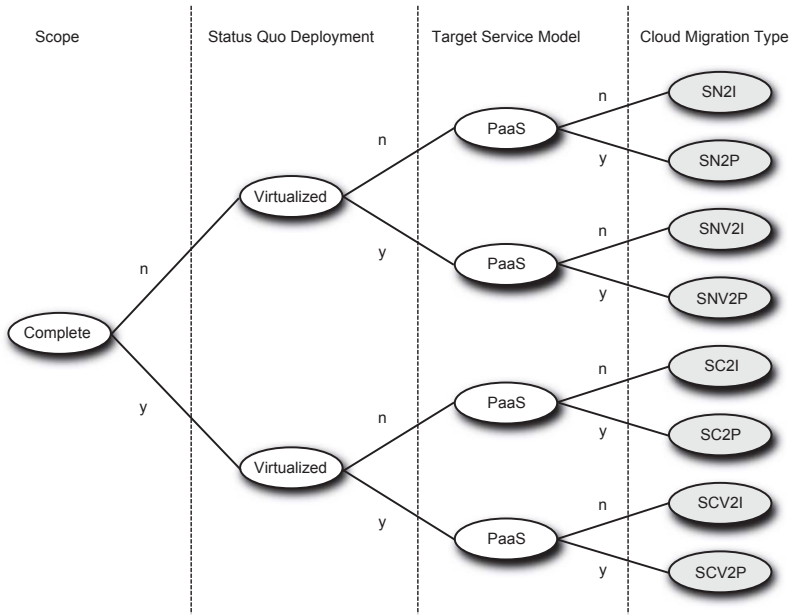 Scope
Status Quo Deployment
Target Service Model
Cloud Migration Type
n
SN2I
PaaS
n
y
SN2P
Virtualized
n
SNV2I
y
PaaS
n
y
SNV2P
Complete
n
SC2I
y
PaaS
n
y
SC2P
Virtualized
n
SCV2I
y
PaaS
y
SCV2P